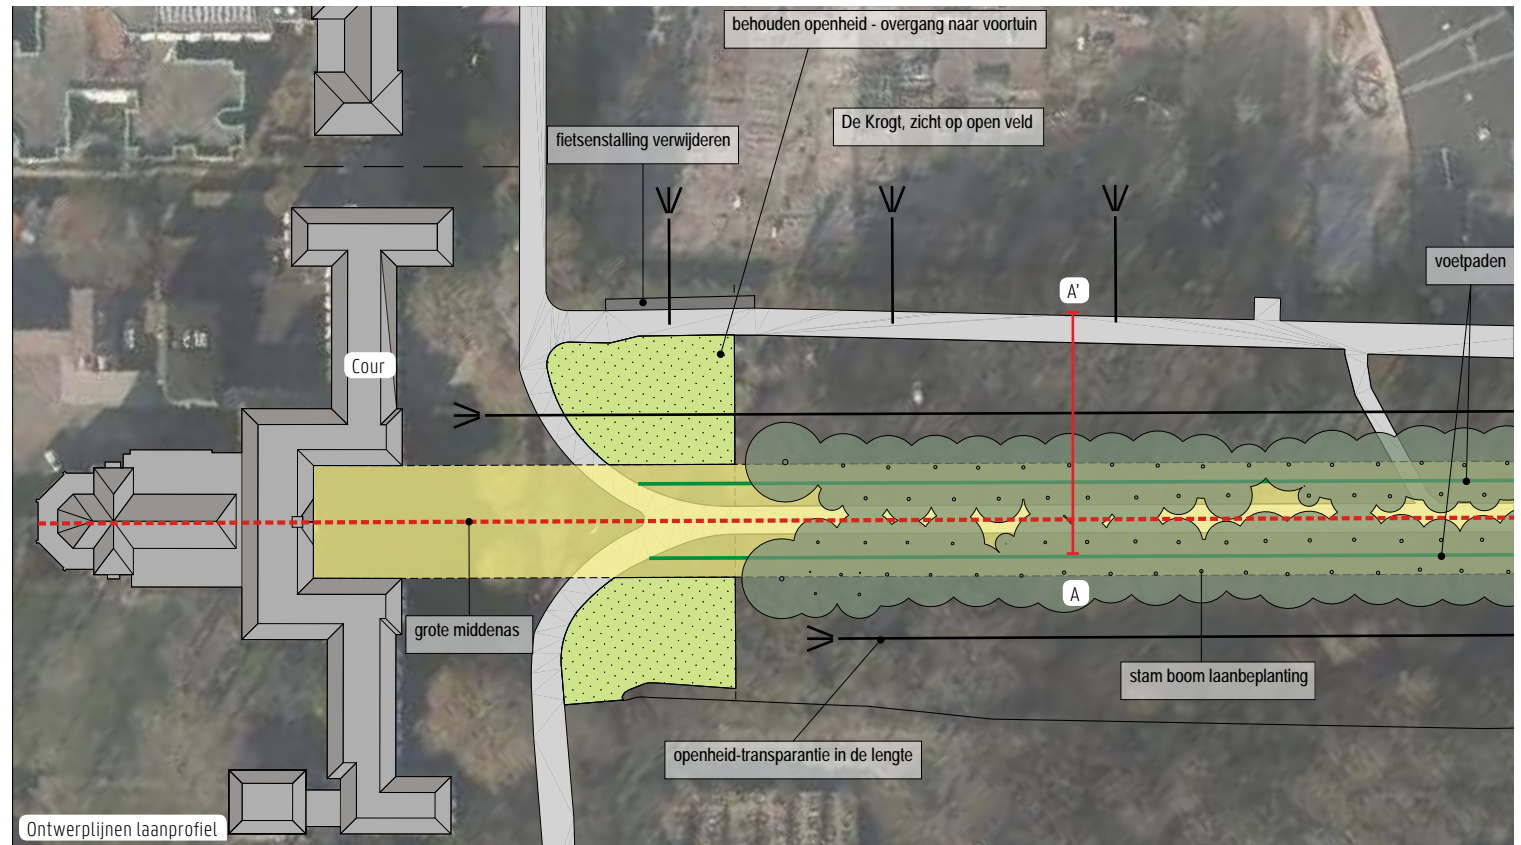 behouden openheid - overgang naar voortuin
De Krogt, zicht op open veld
fietsenstalling verwijderen
voetpaden
A'
Cour
A
grote middenas
stam boom laanbeplanting
openheid-transparantie in de lengte
Ontwerplijnen laanprofiel